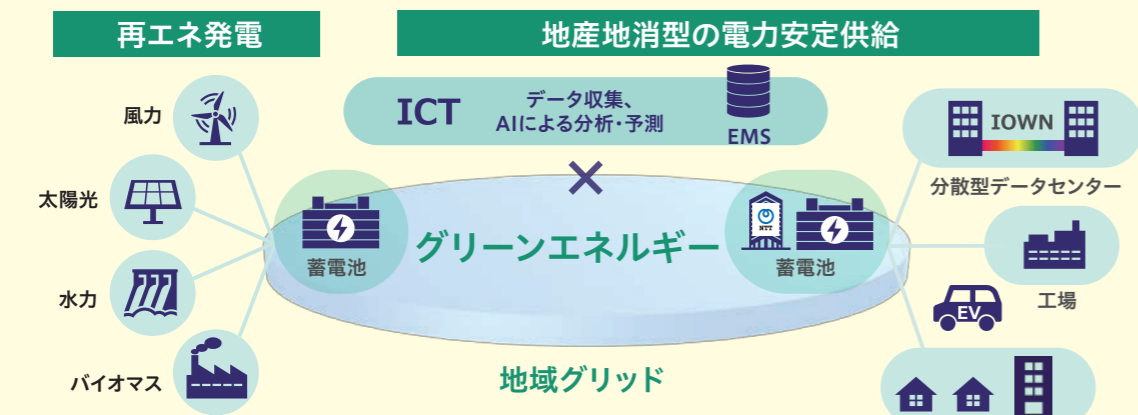 再エネ発電
地産地消型の電力安定供給
風力
太陽光
水力
バイオマス
蓄電池
ICT
データ収集、
AIによる分析・予測
EMS
×
グリーンエネルギー
地域グリッド
NTT
蓄電池
IOWN
分散型データセンター
工場
EV